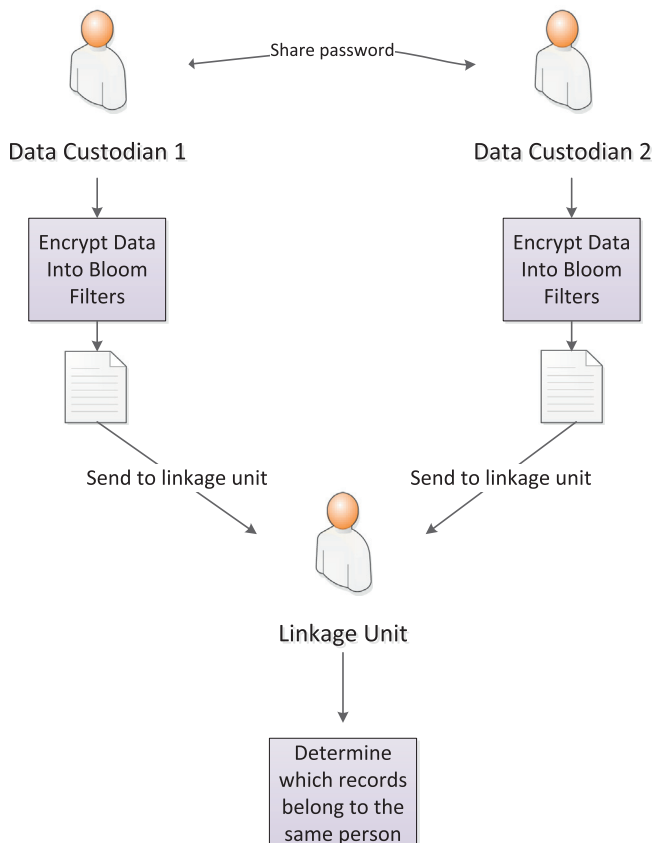 Share password
Data Custodian 1
Data Custodian 2
Encrypt Data
Into Bloom
Filters
Encrypt Data
Into Bloom
Filters
Send to linkage unit
Send to linkage unit
Linkage Unit
Determine
which records
belong to the
same person